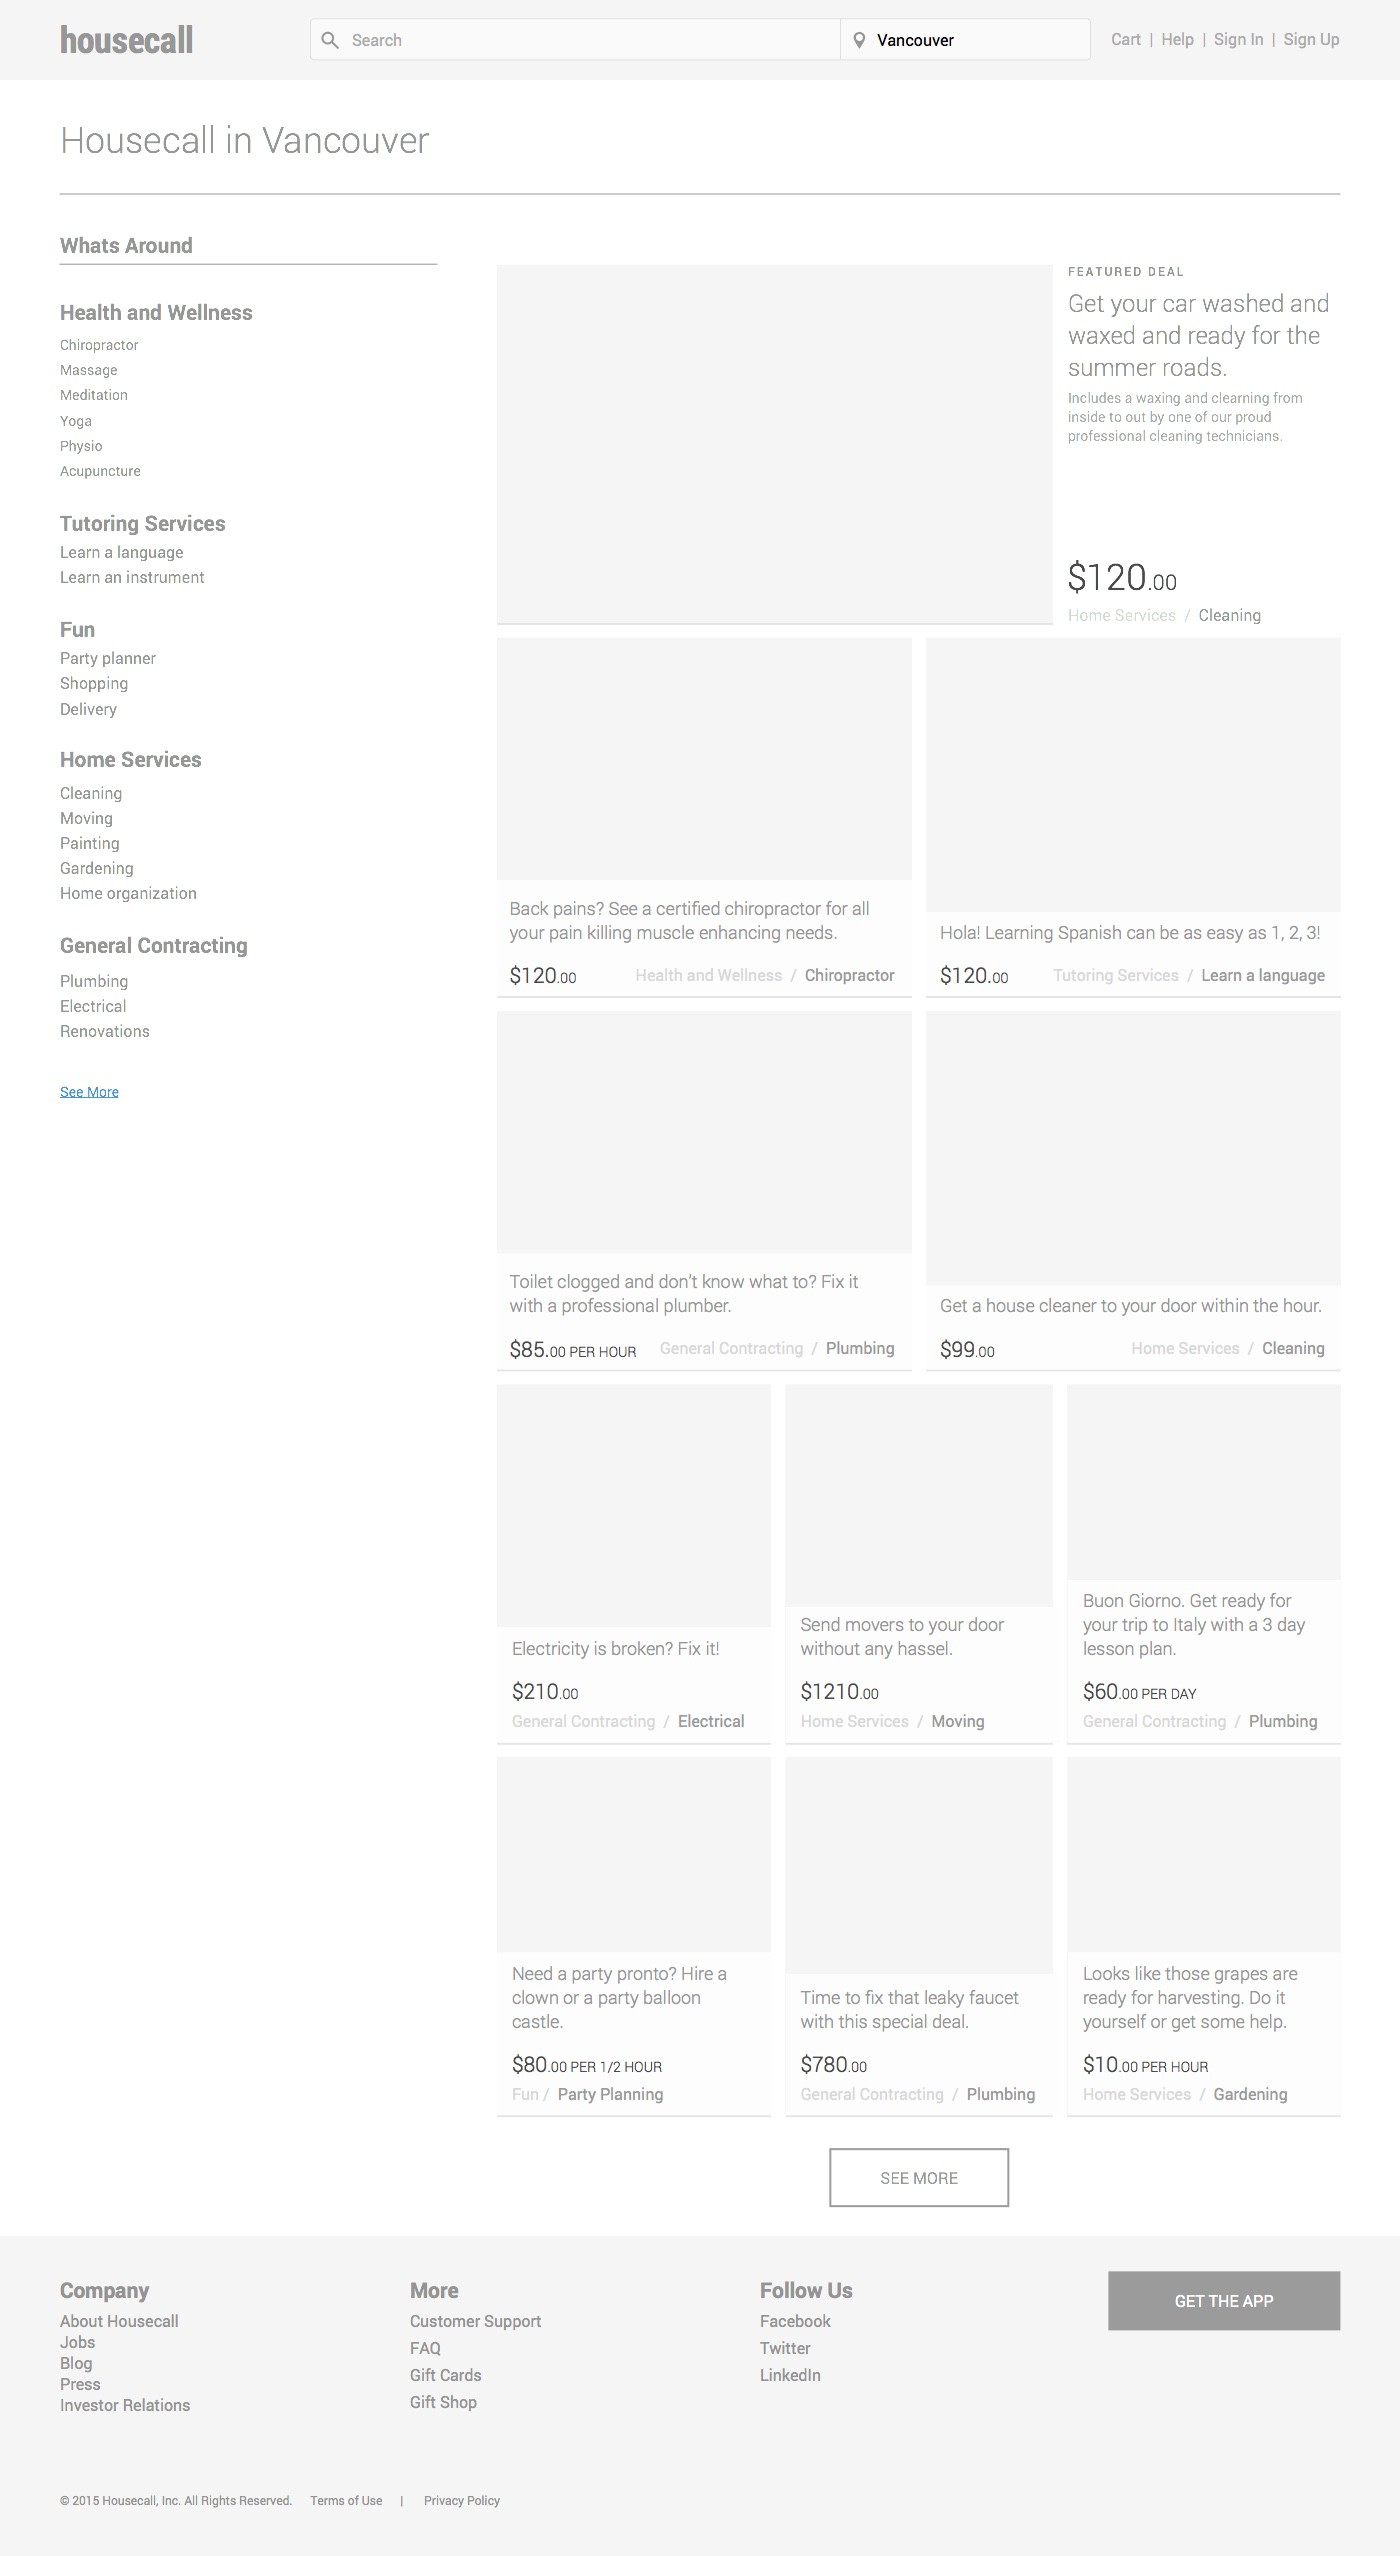 housecall
Search
Vancouver
Cart | Help | Sign In | Sign Up
Housecall in Vancouver
Whats Around
Health and Wellness
Chiropractor
Massage
Meditation
Yoga
Physio
Acupuncture
Tutoring Services
Learn a language
Learn an instrument
Fun
Party planner
Shopping
Delivery
Home Services
Cleaning
Moving
Painting
Gardening
Home organization
General Contracting
Plumbing
Electrical
Renovations
See More
FEATURED DEAL
Get your car washed and
waxed and ready for the
summer roads.
Includes a waxing and clearning from
inside to out by one of our proud
professional cleaning technicians.
$120.00
Home Services / Cleaning
Back pains? See a certified chiropractor for all
your pain killing muscle enhancing needs.
$120.00 Health and Wellness / Chiropractor
Hola! Learning Spanish can be as easy as 1, 2, 3!
$120.00 Tutoring Services / Learn a language
Toilet clogged and don't know what to? Fix it
with a professional plumber.
$85.00 PER HOUR General Contracting / Plumbing
Get a house cleaner to your door within the hour.
$99.00 Home Services / Cleaning
Electricity is broken? Fix it!
$210.00
General Contracting / Electrical
Send movers to your door
without any hassel.
$1210.00
Home Services / Moving
Buon Giorno. Get ready for
your trip to Italy with a 3 day
lesson plan.
$60.00 PER DAY
General Contracting / Plumbing
Need a party pronto? Hire a
clown or a party balloon
castle.
$80.00 PER 1/2 HOUR
Fun / Party Planning
Time to fix that leaky faucet
with this special deal.
$780.00
General Contracting / Plumbing
Looks like those grapes are
ready for harvesting. Do it
yourself or get some help.
$10.00 PER HOUR
Home Services / Gardening
SEE MORE
Company
About Housecall
Jobs
Blog
Press
Investor Relations
More
Customer Support
FAQ
Gift Cards
Gift Shop
Follow Us
Facebook
Twitter
LinkedIn
GET THE APP
© 2015 Housecall, Inc. All Rights Reserved. Terms of Use | Privacy Policy